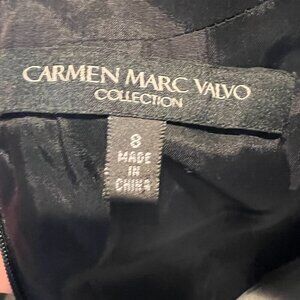 CARMEN MARC VALVO
COLLECTION
8
MADE
IN
CHINA